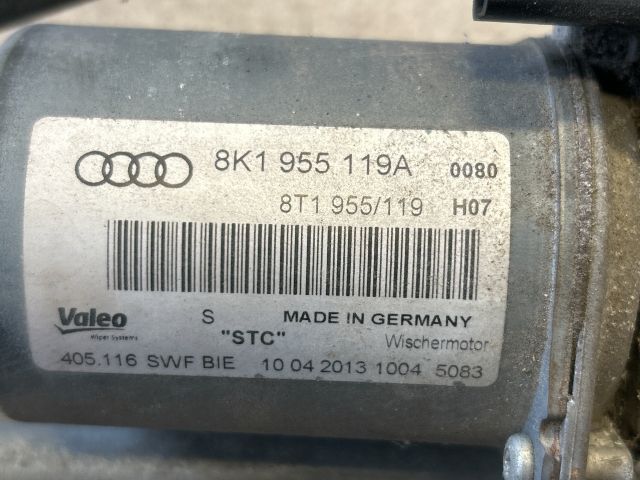 8K1 955 119A 0080
8T1 955/119 H07
Valeo S MADE IN GERMANY
Wiper Systems "STC" Wischermotor
405.116 SWF BIE 10 04 2013 1004 5083